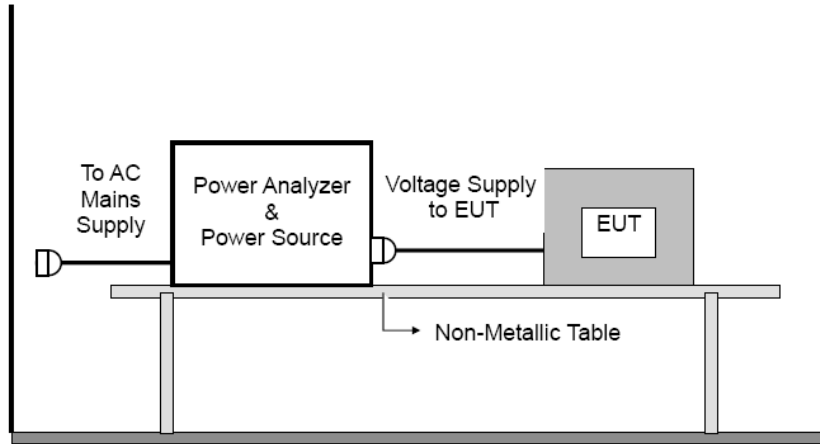 To AC
Mains
Supply
Power Analyzer
&
Power Source
Voltage Supply
to EUT
EUT
Non-Metallic Table